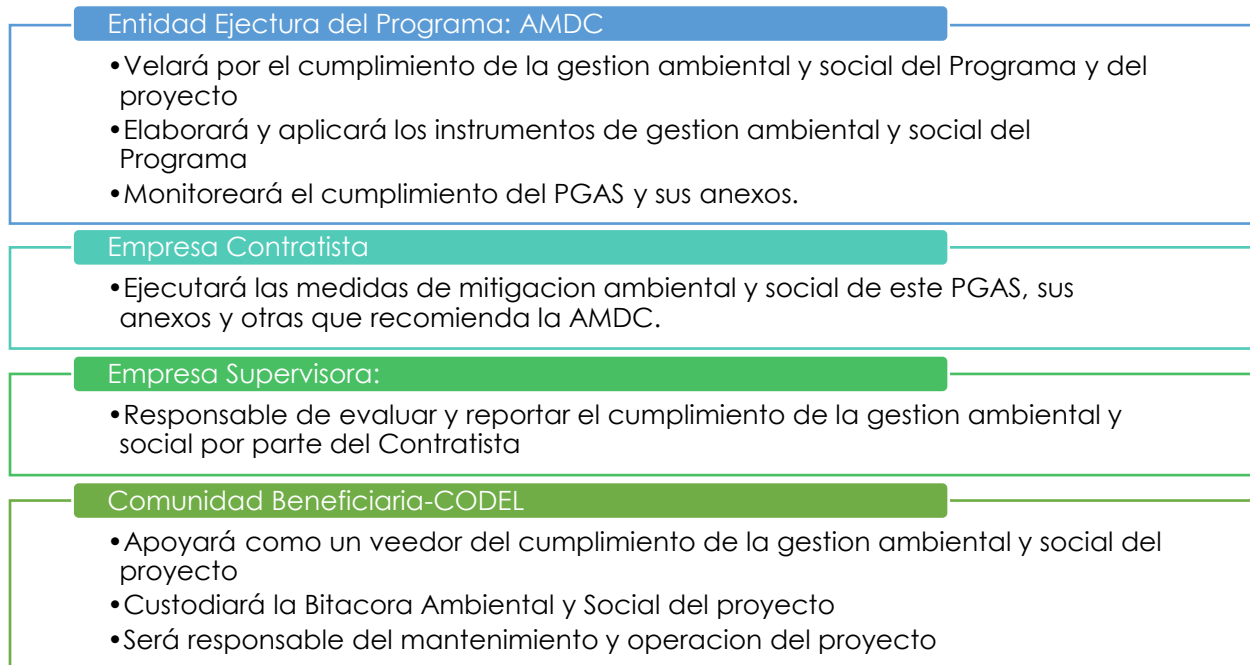 Entidad Ejectura del Programa: AMDC
•Velará por el cumplimiento de la gestion ambiental y social del Programa y del
proyecto
•Elaborará y aplicará los instrumentos de gestion ambiental y social del
Programa
•Monitoreará el cumplimiento del PGAS y sus anexos.
Empresa Contratista
•Ejecutará las medidas de mitigacion ambiental y social de este PGAS, sus
anexos y otras que recomienda la AMDC.
Empresa Supervisora:
•Responsable de evaluar y reportar el cumplimiento de la gestion ambiental y
social por parte del Contratista
Comunidad Beneficiaria-CODEL
•Apoyará como un veedor del cumplimiento de la gestion ambiental y social del
proyecto
•Custodiará la Bitacora Ambiental y Social del proyecto
•Será responsable del mantenimiento y operacion del proyecto